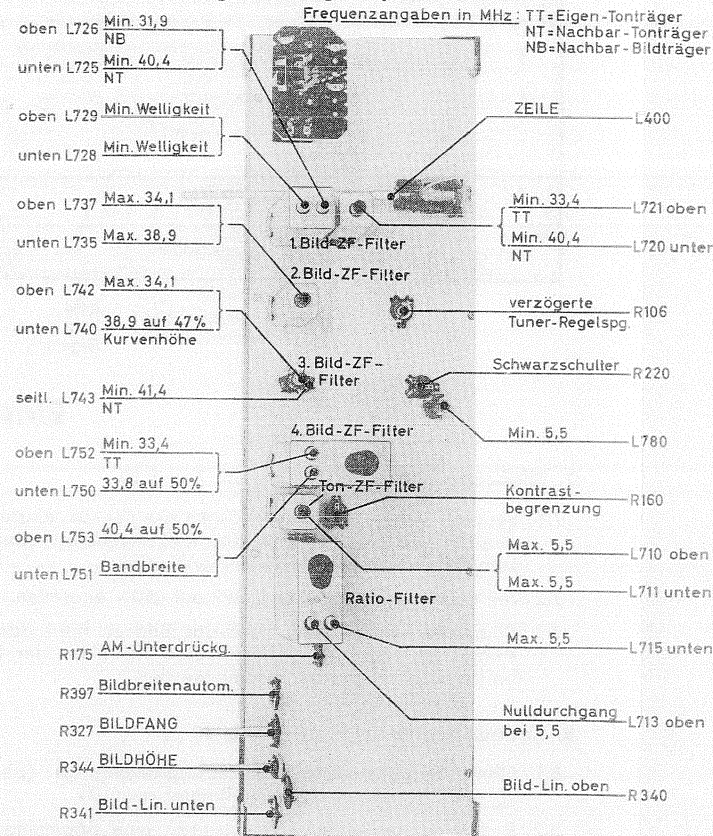 Frequenzangaben in MHz: TT=Eigen-Tonträger
NT=Nachbar-Tonträger
NB=Nachbar-Bildträger
oben L726 Min. 31,9
NB
unten L725 Min. 40,4
NT
oben L729 Min. Welligkeit
unten L728 Min. Welligkeit
oben L737 Max. 34,1
unten L735 Max. 38,9
oben L742 Max. 34,1
unten L740 38,9 auf 47%
Kurvenhöhe
seitl. L743 Min. 41,4
NT
oben L752 Min. 33,4
TT
unten L750 33,8 auf 50%
oben L753 40,4 auf 50%
unten L751 Bandbreite
R175 AM-Unterdrückg.
R397 Bildbreitenautom.
R327 BILDFANG
R344 BILDHÖHE
R341 Bild-Lin. unten
1. Bild-ZF-Filter
2. Bild-ZF-Filter
3. Bild-ZF-
Filter
4. Bild-ZF-Filter
Ton-ZF-Filter
Ratio-Filter
ZEILE L400
Min. 33,4
TT
L721 oben
Min. 40,4
NT
L720 unten
verzögerte
Tuner-Regelspg.
R106
Schwarzschulter R220
Min. 5,5 L780
Kontrast-
begrenzung
R160
Max. 5,5 L710 oben
Max. 5,5 L711 unten
Max. 5,5 L715 unten
Nulldurchgang
bei 5,5
L713 oben
Bild-Lin. oben R340